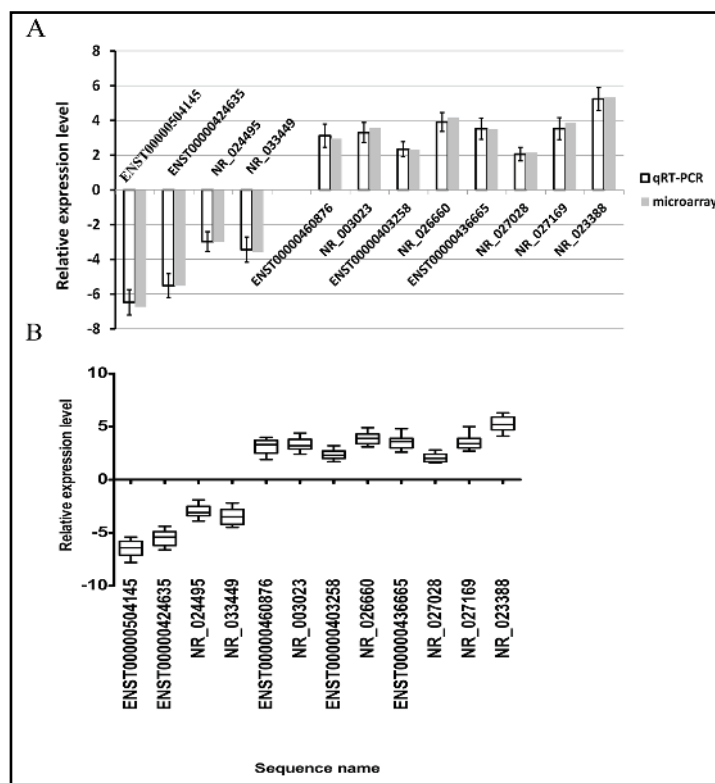 A
8
6
4
2
0
-2
-4
-6
-8
Relative expression level
ENST00000504145
ENST00000424635
NR_024495
NR_033449
ENST00000460876
NR_003023
ENST00000403258
NR_026660
ENST00000436665
NR_027028
NR_027169
NR_023388
qRT-PCR
microarray
B
10
5
0
-5
-10
Relative expression level
ENST00000504145
ENST00000424635
NR_024495
NR_033449
ENST00000460876
NR_003023
ENST00000403258
NR_026660
ENST00000436665
NR_027028
NR_027169
NR_023388
Sequence name